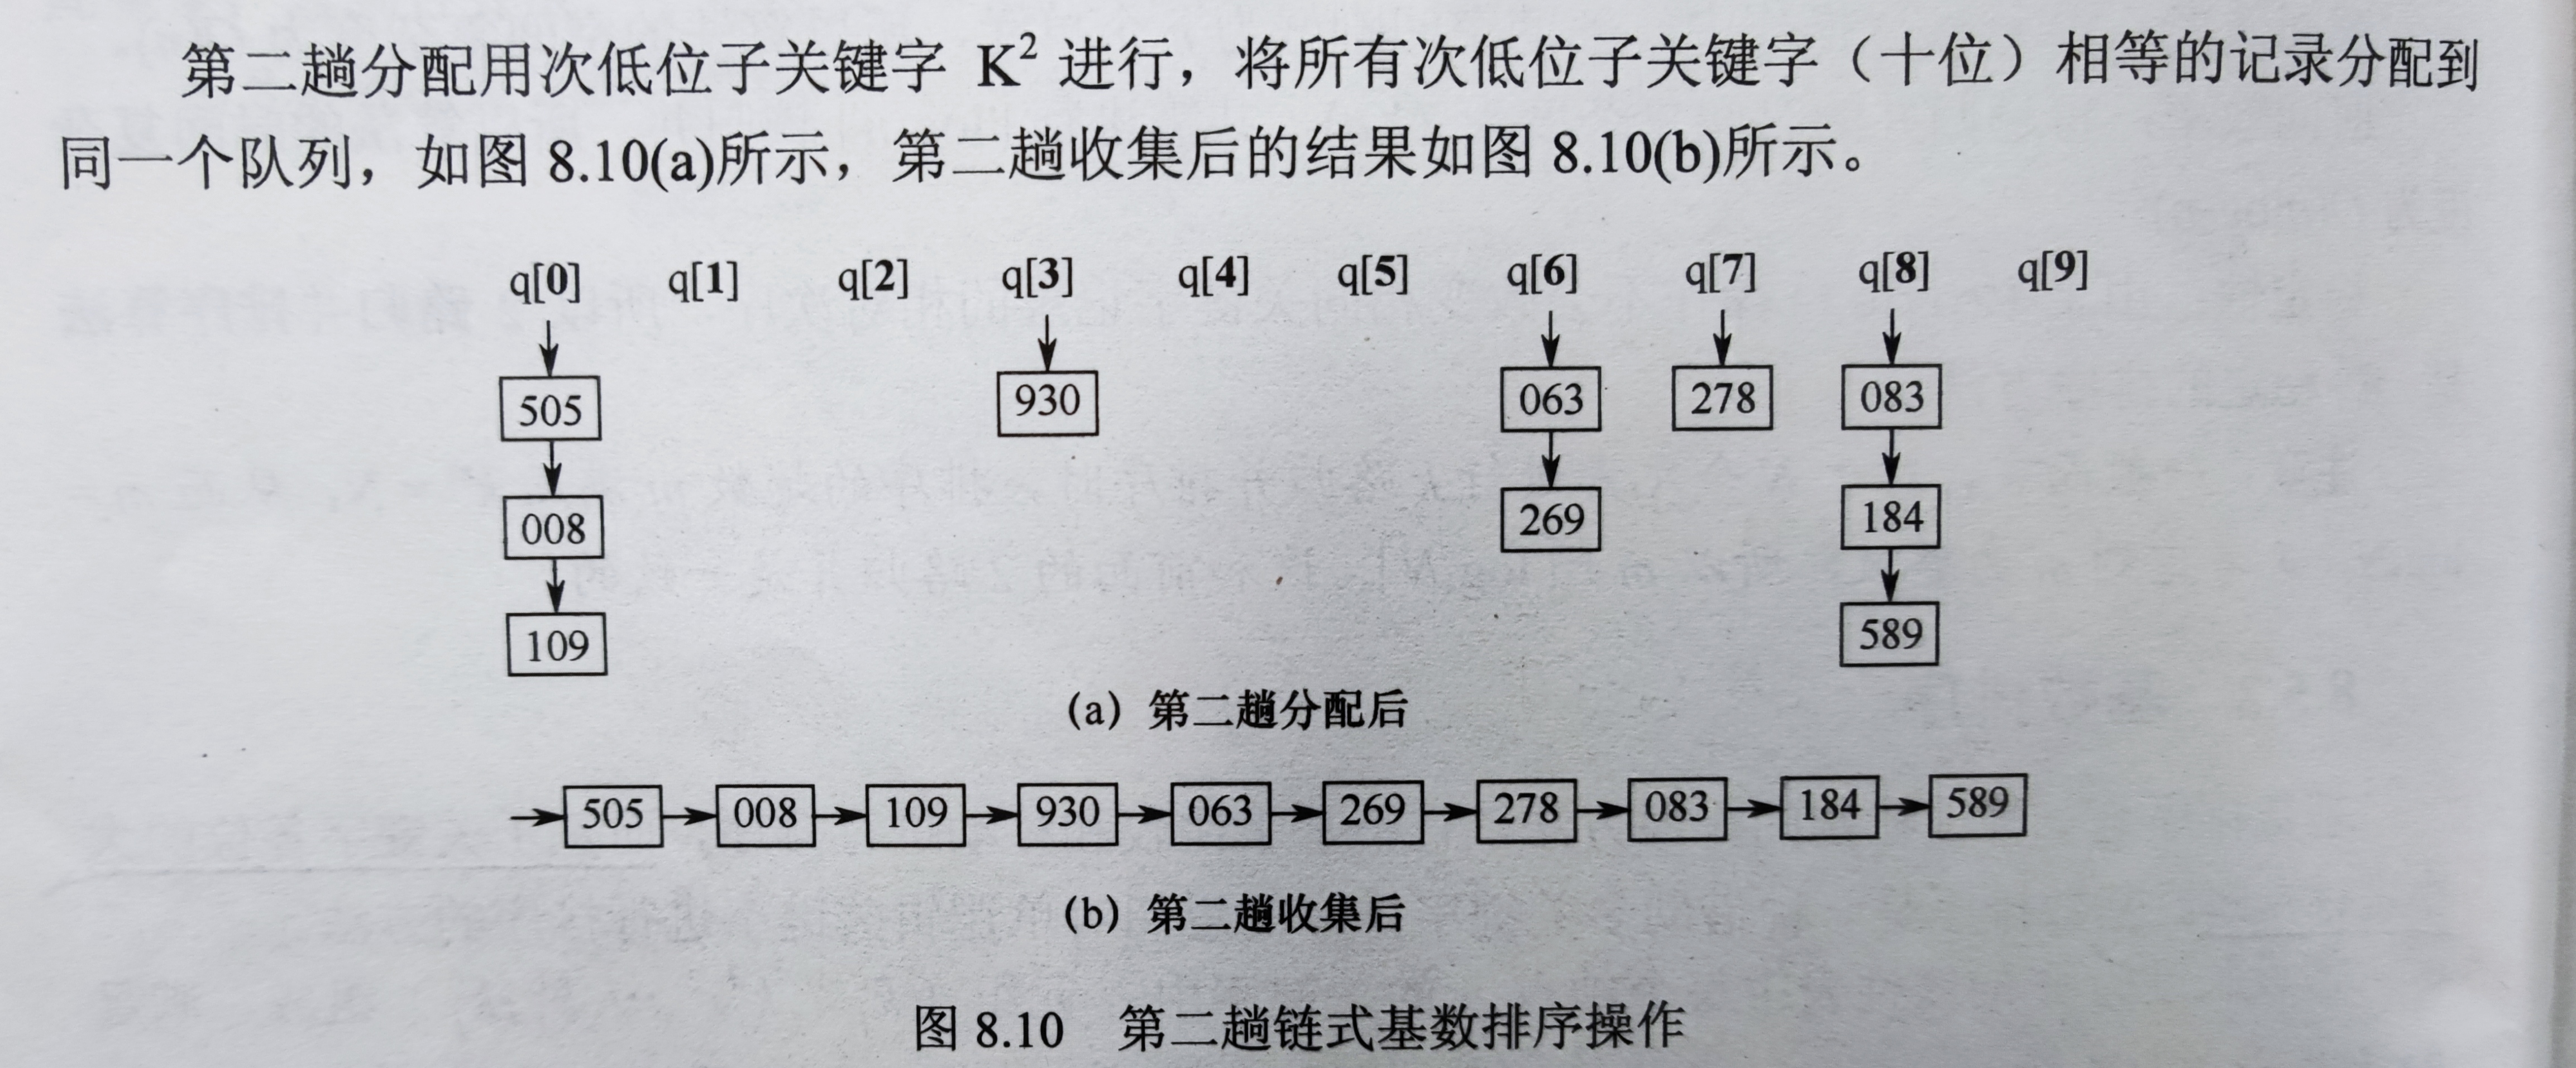 第二趟分配用次低位子关键字 K² 进行，将所有次低位子关键字（十位）相等的记录分配到
同一个队列，如图 8.10(a)所示，第二趟收集后的结果如图 8.10(b)所示。
q[0] q[1] q[2] q[3] q[4] q[5] q[6] q[7] q[8] q[9]
505 930 063 278 083
008 269 184
109 589
(a) 第二趟分配后
505 008 109 930 063 269 278 083 184 589
(b) 第二趟收集后
图 8.10 第二趟链式基数排序操作